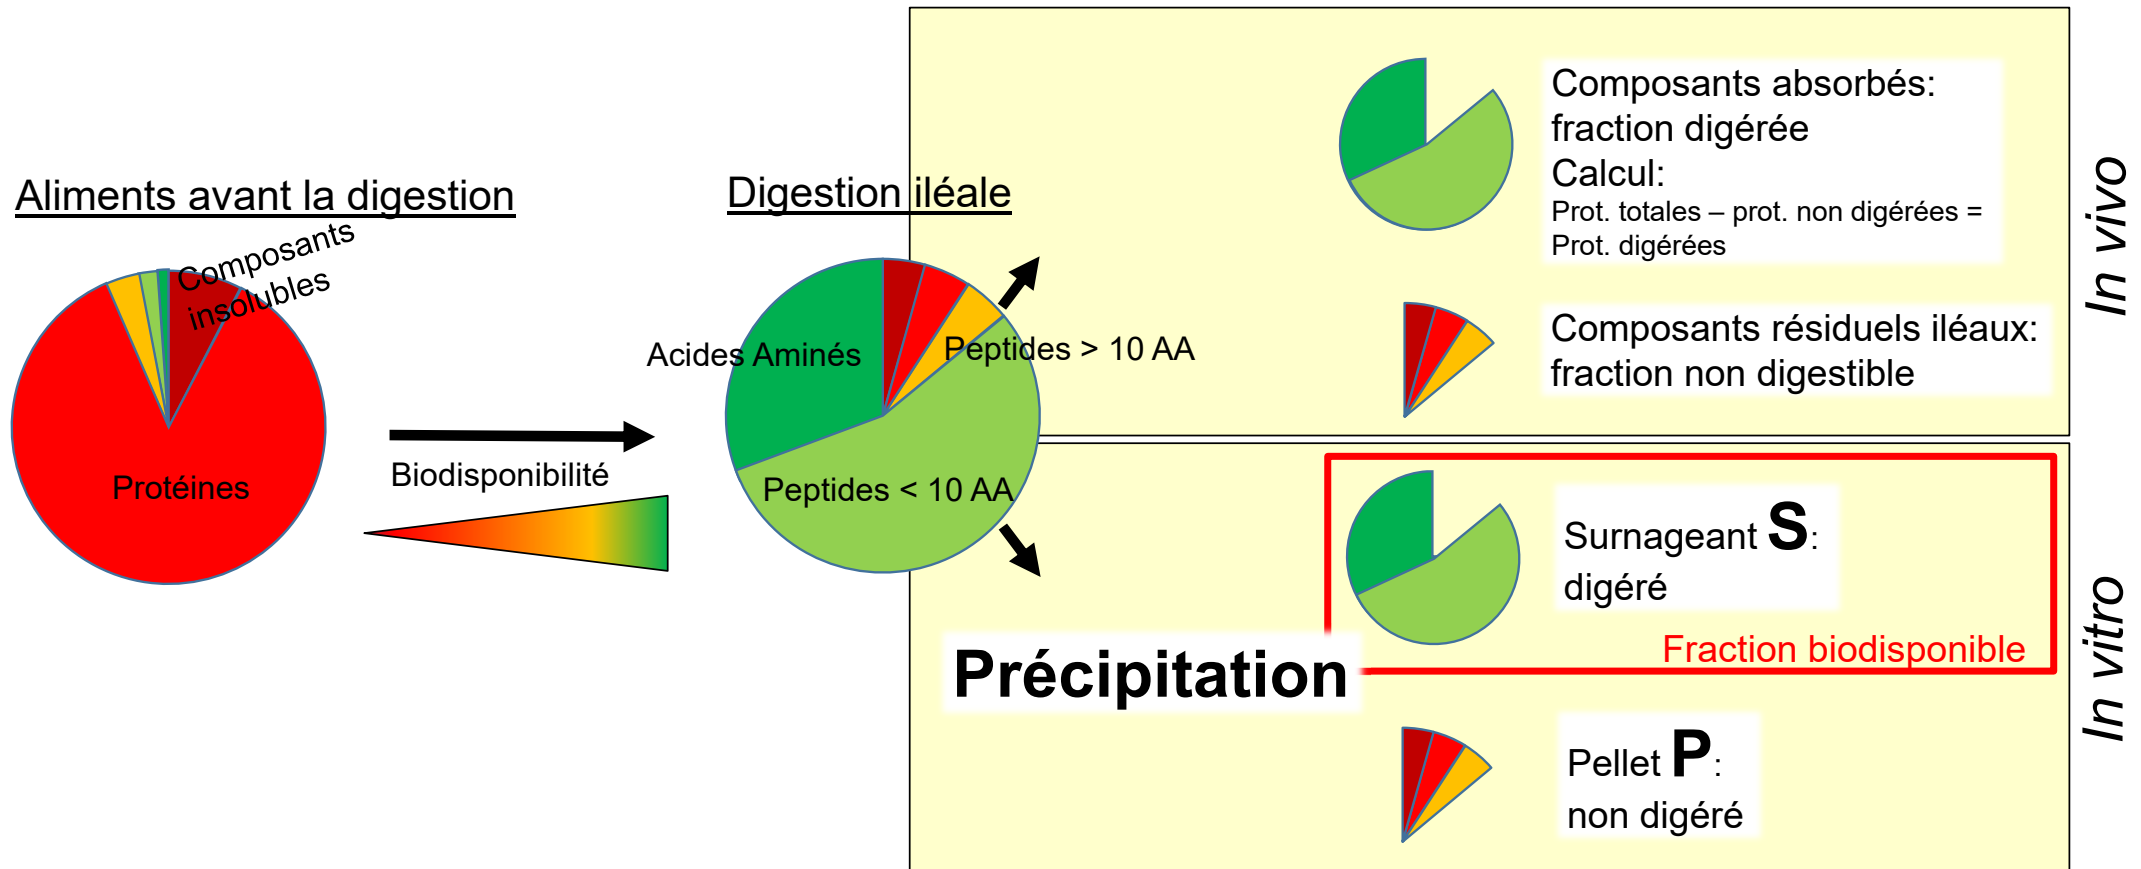 Aliments avant la digestion
Composants
insolubles
Protéines
Biodisponibilité
Digestion iléale
Acides Aminés
Peptides > 10 AA
Peptides < 10 AA
Composants absorbés:
fraction digérée
Calcul:
Prot. totales – prot. non digérées =
Prot. digérées
Composants résiduels iléaux:
fraction non digestible
In vivo
Précipitation
Surnageant S:
digéré
Fraction biodisponible
Pellet P:
non digéré
In vitro